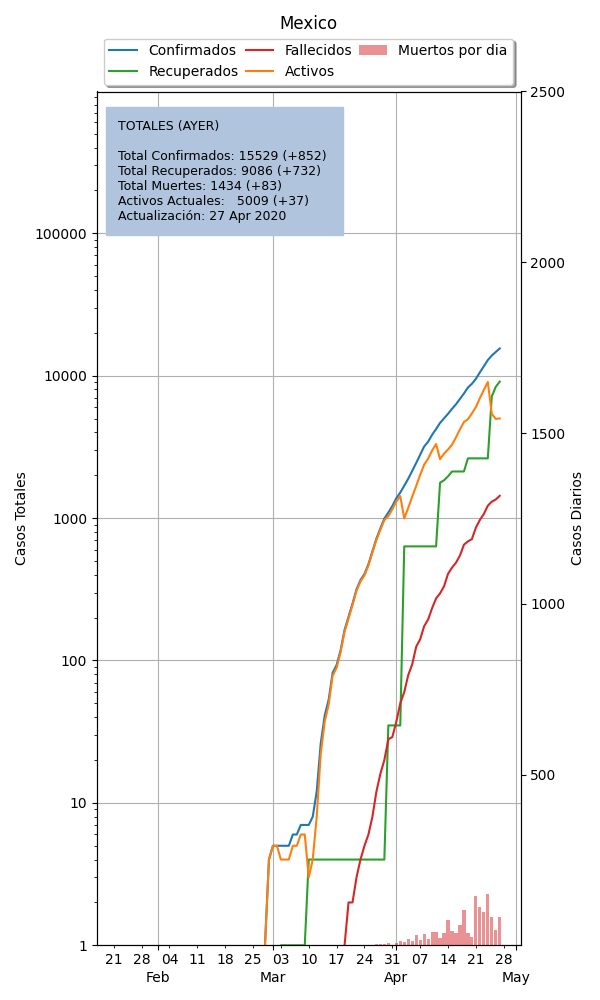 Mexico
Confirmados Fallecidos Muertos por dia
Recuperados Activos
TOTALES (AYER)
Total Confirmados: 15529 (+852)
Total Recuperados: 9086 (+732)
Total Muertes: 1434 (+83)
Activos Actuales: 5009 (+37)
Actualización: 27 Apr 2020
Casos Totales
100000
10000
1000
100
10
1
2500
2000
1500
1000
500
Casos Diarios
21 28 04 11 18 25 03 10 17 24 31 07 14 21 28
Feb Mar Apr May